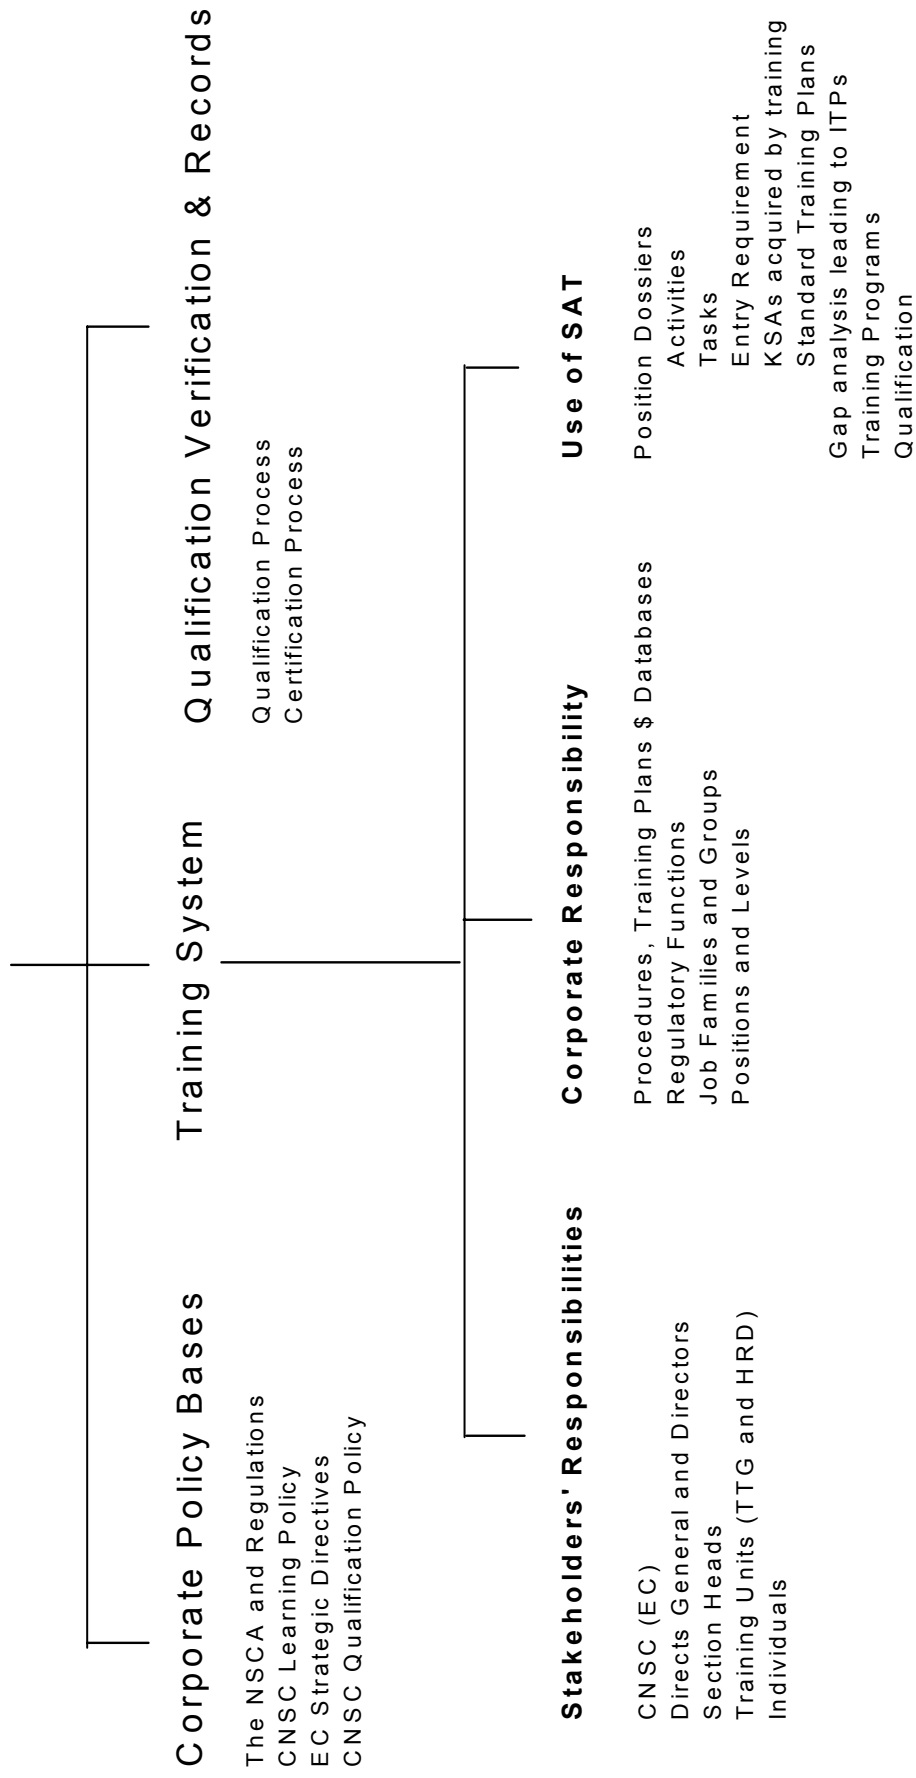 Corporate Policy Bases
The NSCA and Regulations
CNSC Learning Policy
EC Strategic Directives
CNSC Qualification Policy
Training System
Qualification Verification & Records
Qualification Process
Certification Process
Stakeholders' Responsibilities
CNSC (EC)
Directs General and Directors
Section Heads
Training Units (TTG and HRD)
Individuals
Corporate Responsibility
Procedures, Training Plans $ Databases
Regulatory Functions
Job Families and Groups
Positions and Levels
Use of SAT
Position Dossiers
Activities
Tasks
Entry Requirement
KSAs acquired by training
Standard Training Plans
Gap analysis leading to ITPs
Training Programs
Qualification